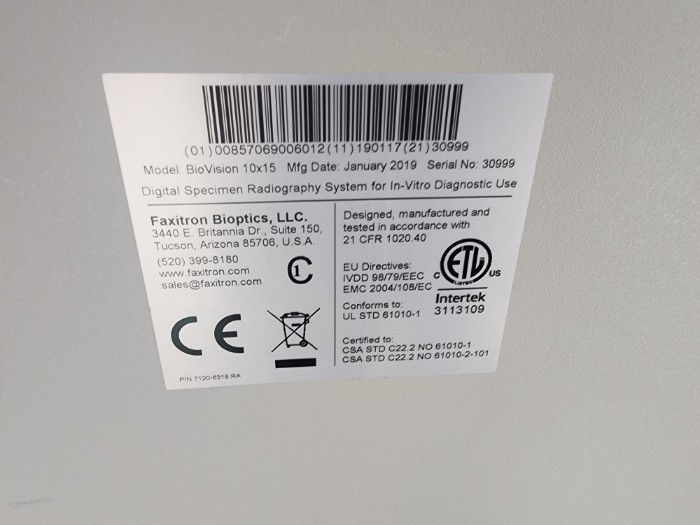 (01)00857069006012(11)190117(21)30999
Model: BioVision 10x15 Mfg Date: January 2019 Serial No: 30999
Digital Specimen Radiography System for In-Vitro Diagnostic Use
Faxitron Bioptics, LLC.
3440 E. Britannia Dr., Suite 150,
Tucson, Arizona 85706, U.S.A.
(520) 399-8180
www.faxitron.com
sales@faxitron.com
C1
CE
P/N 7120-6318 RA
Designed, manufactured and
tested in accordance with
21 CFR 1020.40
EU Directives:
IVDD 98/79/EEC
EMC 2004/108/EC
Conforms to:
UL STD 61010-1
C ETL US
LISTED
Intertek
3113109
Certified to:
CSA STD C22.2 NO 61010-1
CSA STD C22.2 NO 61010-2-101